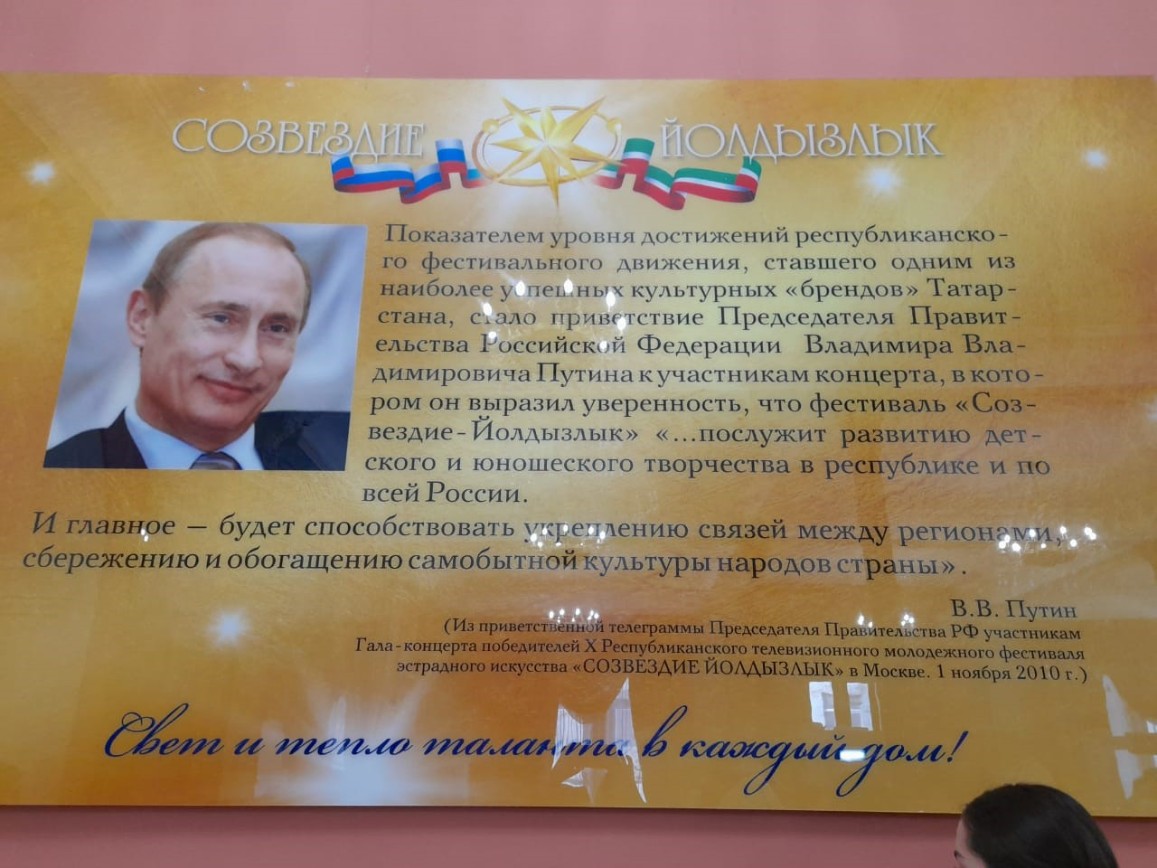 СОЗВЕЗДИЕ ЙОЛДЫЗЛЫК
Показателем уровня достижений республиканско-
го фестивального движения, ставшего одним из
наиболее успешных культурных «брендов» Татар-
стана, стало приветствие Председателя Правит-
ельства Российской Федерации Владимира Вла-
димировича Путина к участникам концерта, в кото-
ром он выразил уверенность, что фестиваль «Соз-
вездие-Йолдызлык» «...послужит развитию дет-
ского и юношеского творчества в республике и по
всей России.
И главное — будет способствовать укреплению связей между регионами,
сбережению и обогащению самобытной культуры народов страны».
В.В. Путин
(Из приветственной телеграммы Председателя Правительства РФ участникам
Гала-концерта победителей X Республиканского телевизионного молодежного фестиваля
эстрадного искусства «СОЗВЕЗДИЕ ЙОЛДЫЗЛЫК» в Москве. 1 ноября 2010 г.)
Свет и тепло таланта в каждый дом!